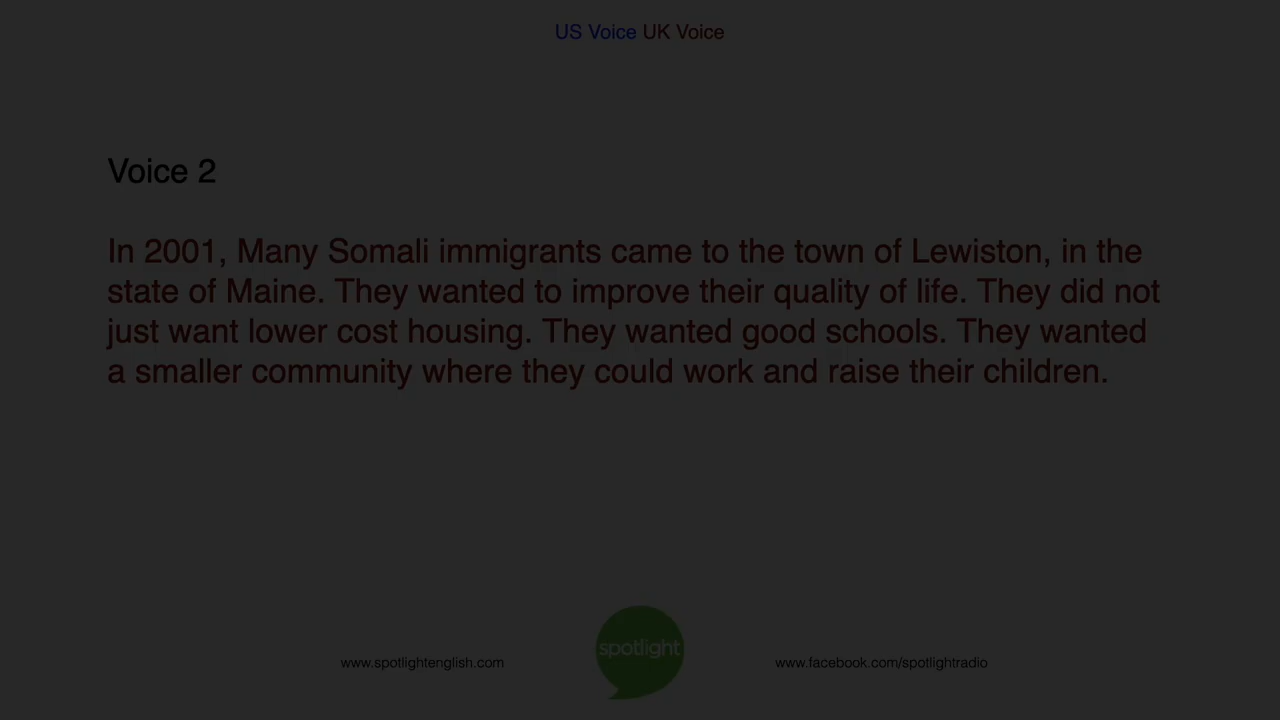 US Voice UK Voice
Voice 2
In 2001, Many Somali immigrants came to the town of Lewiston, in the
state of Maine. They wanted to improve their quality of life. They did not
just want lower cost housing. They wanted good schools. They wanted
a smaller community where they could work and raise their children.
spotlight
www.spotlightenglish.com
www.facebook.com/spotlightradio